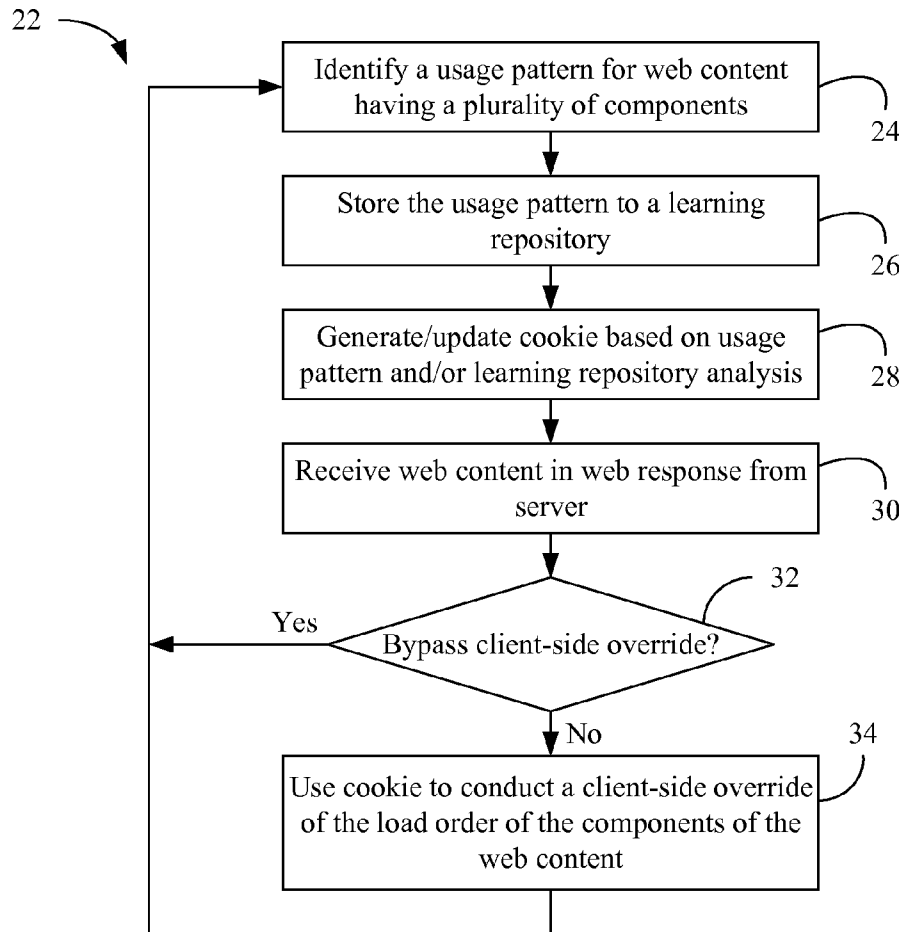 22
Identify a usage pattern for web content
having a plurality of components
24
Store the usage pattern to a learning
repository
26
Generate/update cookie based on usage
pattern and/or learning repository analysis
28
Receive web content in web response from
server
30
32
Yes
Bypass client-side override?
No
34
Use cookie to conduct a client-side override
of the load order of the components of the
web content